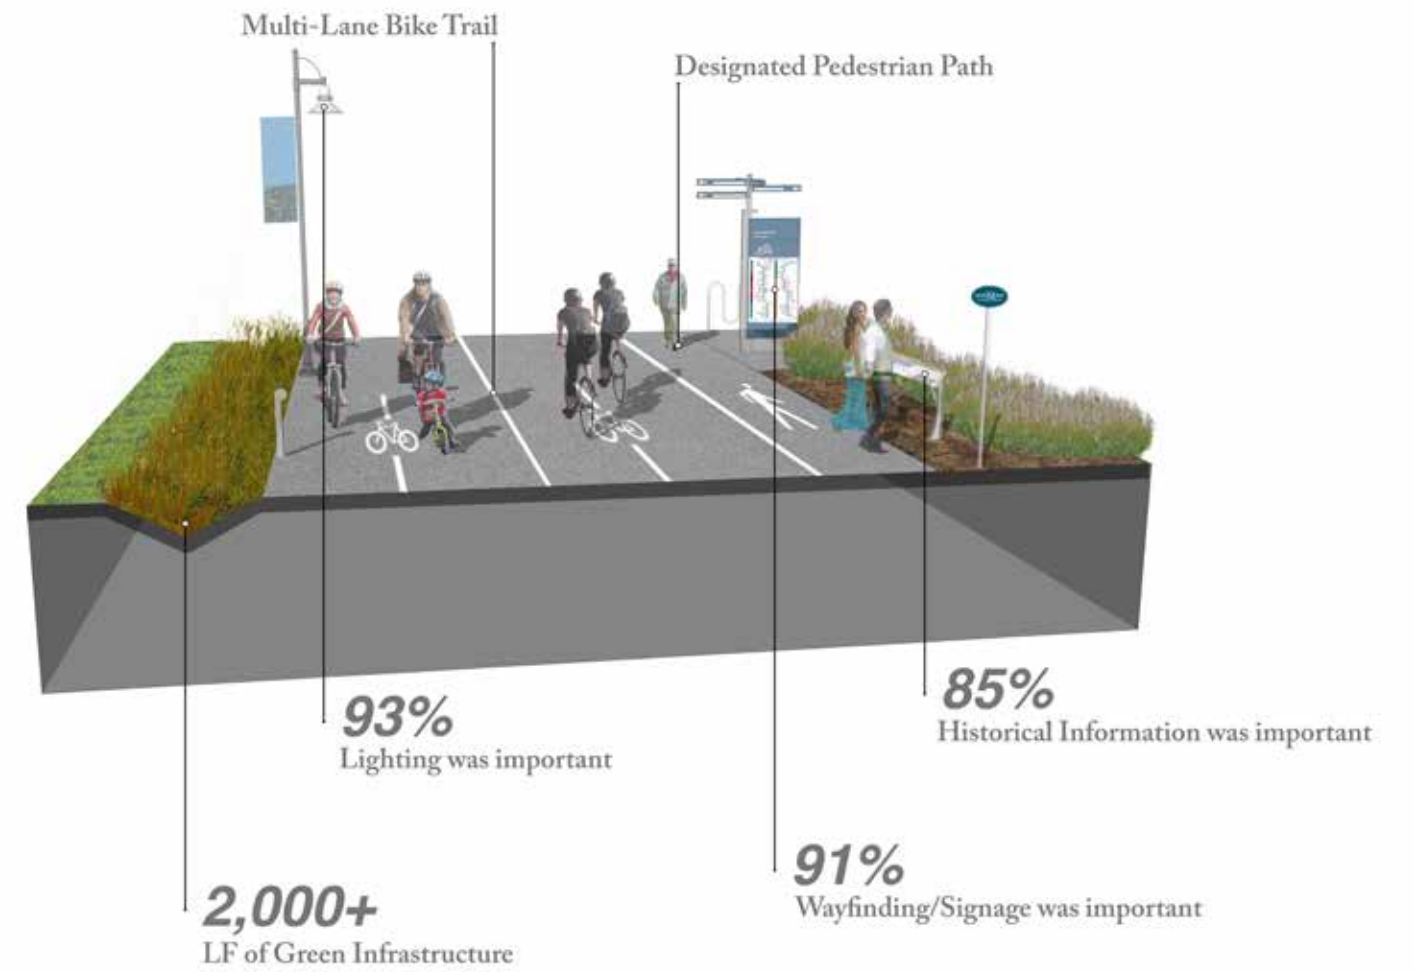 Multi-Lane Bike Trail
Designated Pedestrian Path
93%
Lighting was important
85%
Historical Information was important
91%
Wayfinding/Signage was important
2,000+
LF of Green Infrastructure